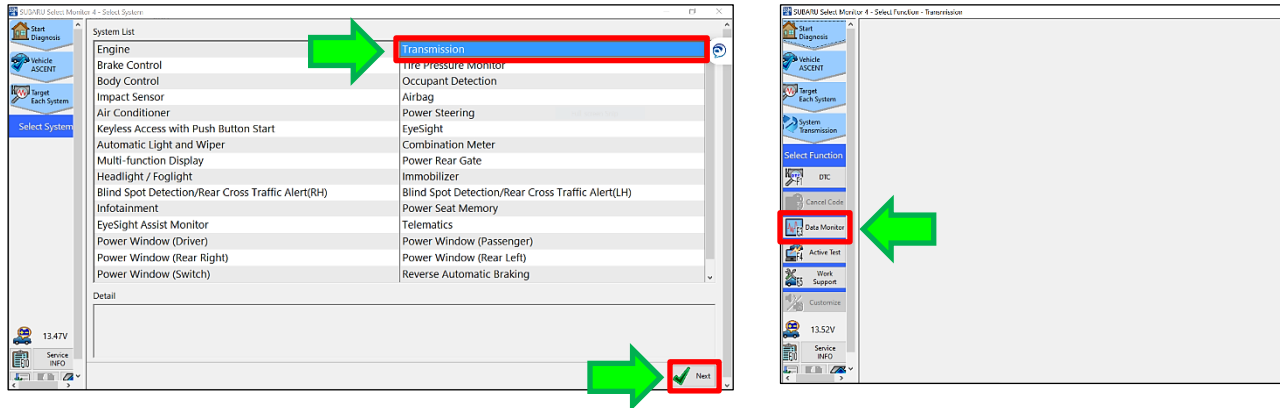 SUBARU Select Monitor 4 - Select System
Start
Diagnosis
Vehicle
ASCENT
Target
Each System
Select System
13.47V
Service
INFO
System List
Engine Transmission
Brake Control Tire Pressure Monitor
Body Control Occupant Detection
Impact Sensor Airbag
Air Conditioner Power Steering
Keyless Access with Push Button Start EyeSight
Automatic Light and Wiper Combination Meter
Multi-function Display Power Rear Gate
Headlight / Foglight Immobilizer
Blind Spot Detection/Rear Cross Traffic Alert(RH) Blind Spot Detection/Rear Cross Traffic Alert(LH)
Infotainment Power Seat Memory
EyeSight Assist Monitor Telematics
Power Window (Driver) Power Window (Passenger)
Power Window (Rear Right) Power Window (Rear Left)
Power Window (Switch) Reverse Automatic Braking
Detail
Next
SUBARU Select Monitor 4 - Select Function - Transmission
Start
Diagnosis
Vehicle
ASCENT
Target
Each System
System
Transmission
Select Function
DTC
Cancel Code
Data Monitor
F4 Active Test
F5 Work
Support
Customize
13.52V
Service
INFO